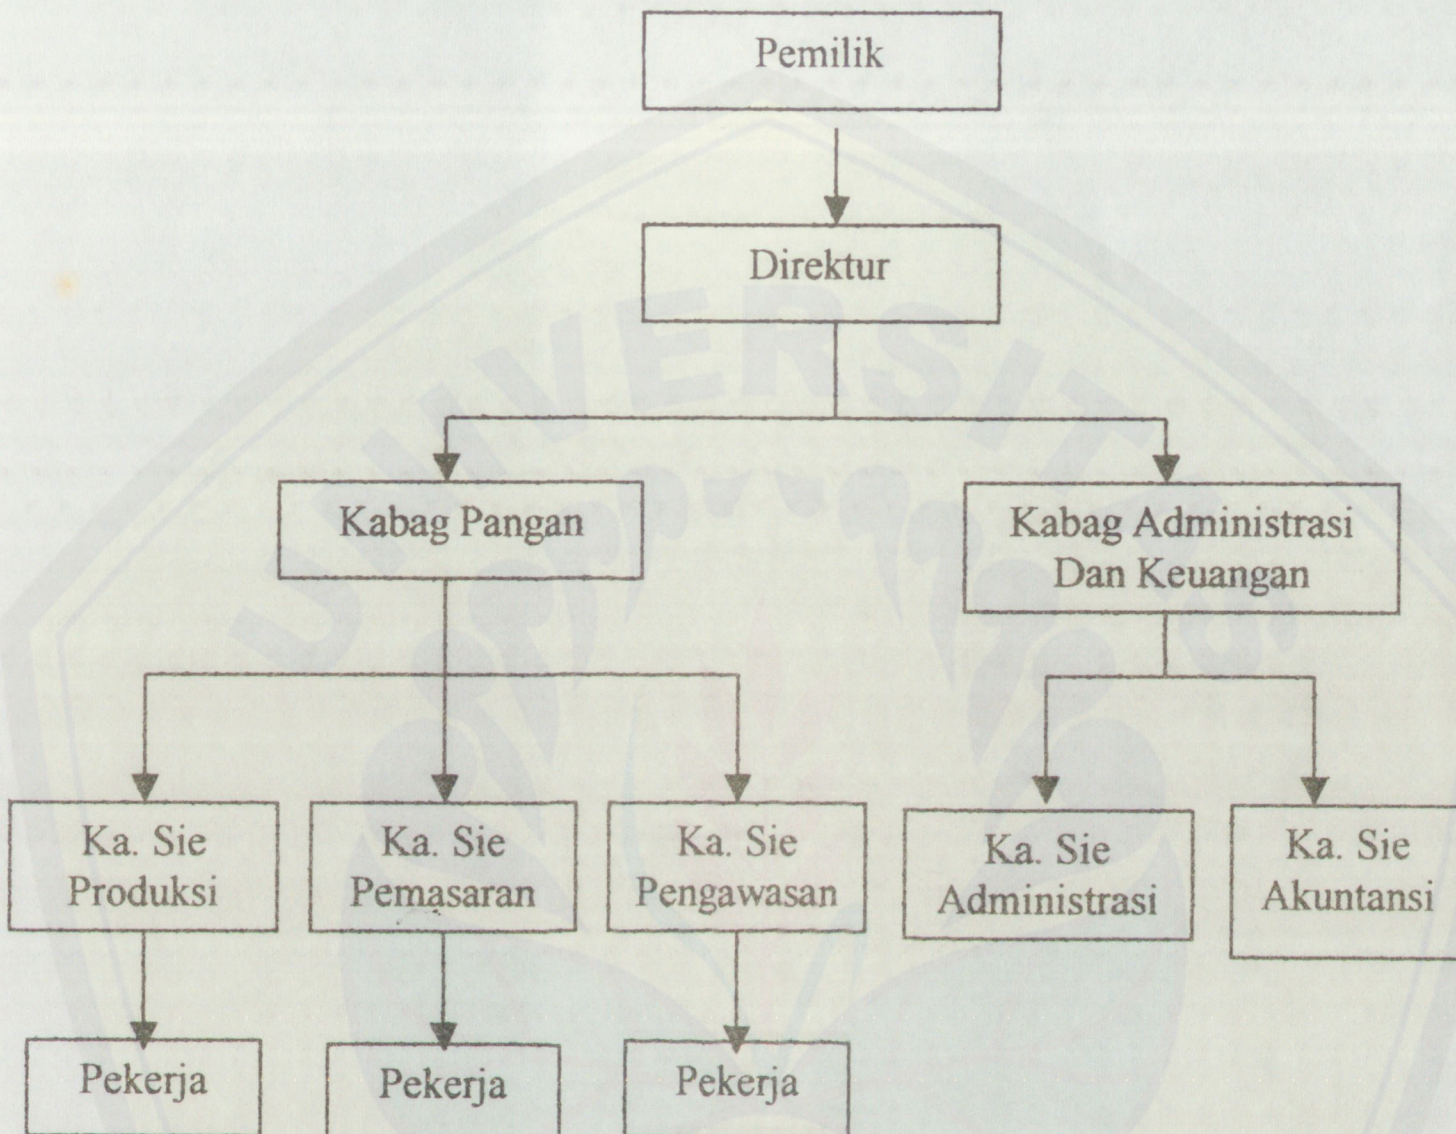 Pemilik
Direktur
Kabag Pangan
Kabag Administrasi
Dan Keuangan
Ka. Sie
Produksi
Ka. Sie
Pemasaran
Ka. Sie
Pengawasan
Ka. Sie
Administrasi
Ka. Sie
Akuntansi
Pekerja
Pekerja
Pekerja
UNIVERSITAS